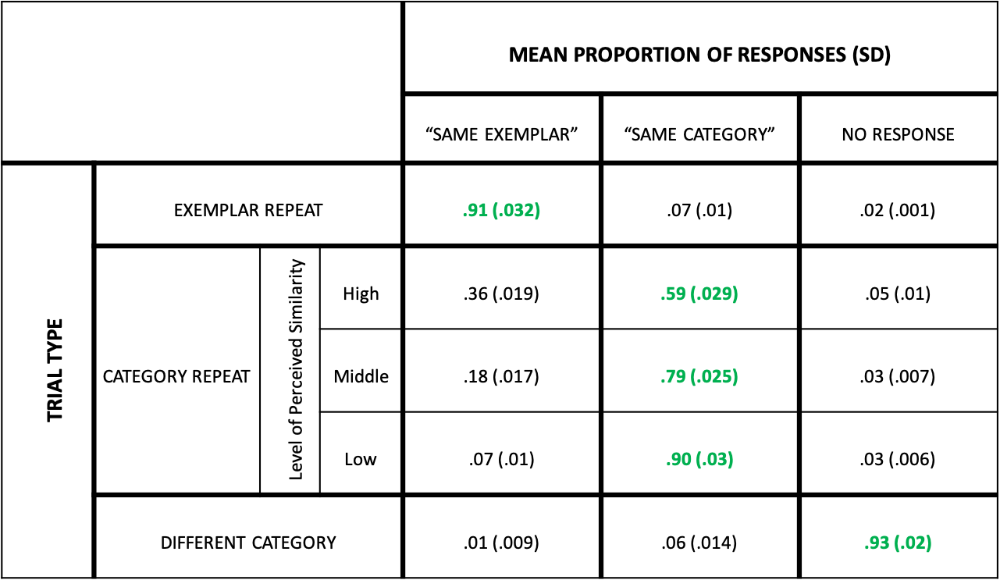 MEAN PROPORTION OF RESPONSES (SD)
“SAME EXEMPLAR” “SAME CATEGORY” NO RESPONSE
TRIAL TYPE
EXEMPLAR REPEAT .91 (.032) .07 (.01) .02 (.001)
CATEGORY REPEAT
Level of Perceived Similarity
High .36 (.019) .59 (.029) .05 (.01)
Middle .18 (.017) .79 (.025) .03 (.007)
Low .07 (.01) .90 (.03) .03 (.006)
DIFFERENT CATEGORY .01 (.009) .06 (.014) .93 (.02)